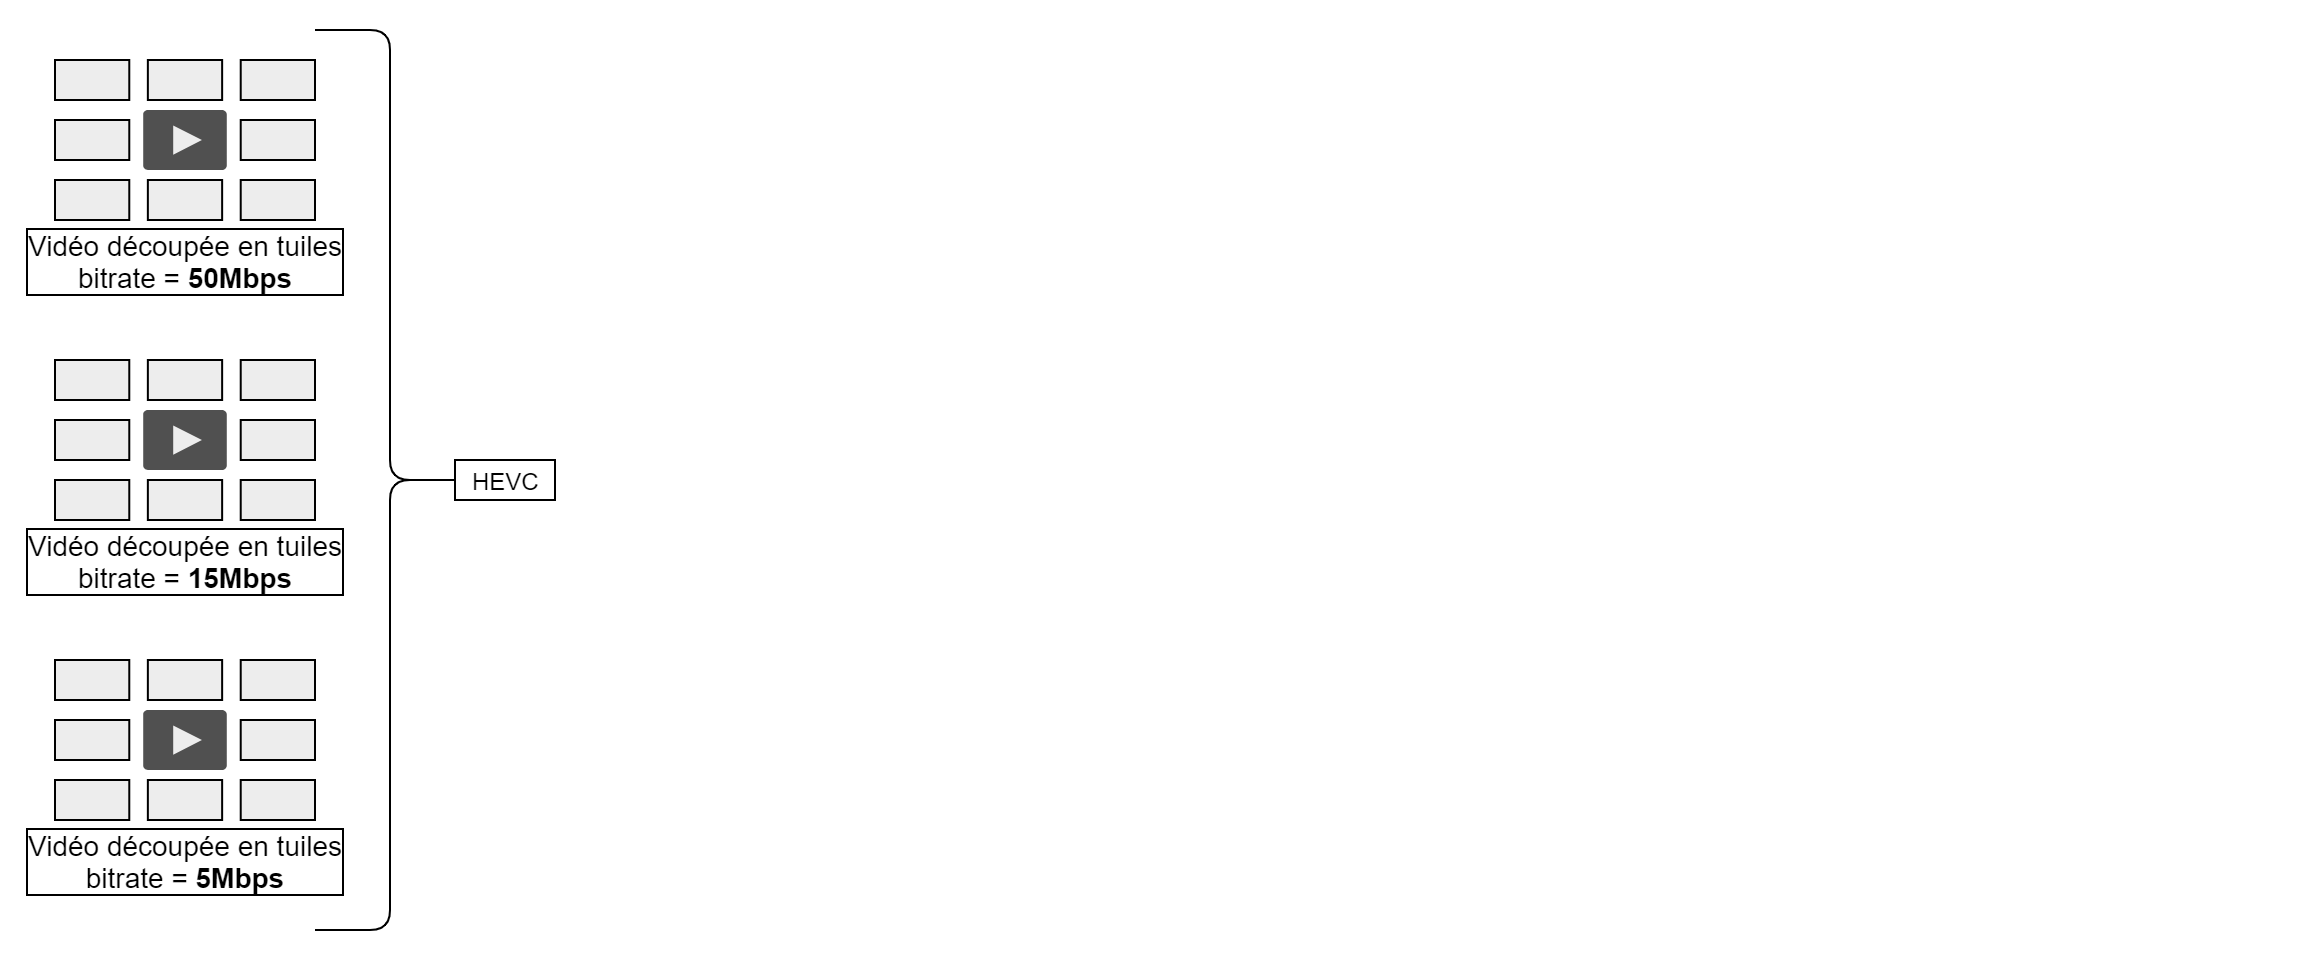 Vidéo découpée en tuiles
bitrate = 50Mbps
Vidéo découpée en tuiles
bitrate = 15Mbps
HEVC
Vidéo découpée en tuiles
bitrate = 5Mbps